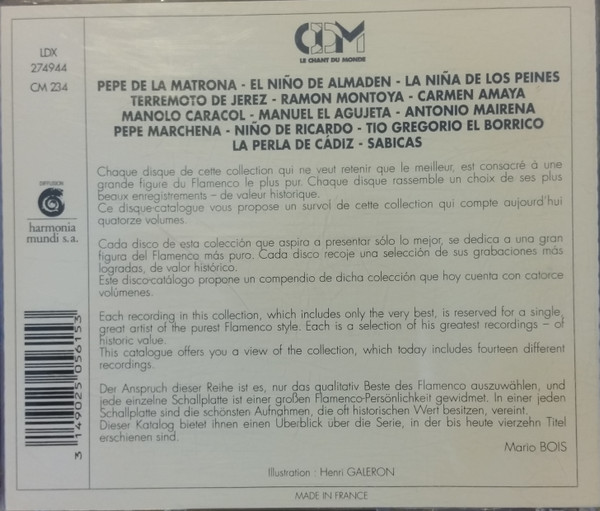 LDX
274944
CM 234
CDM
LE CHANT DU MONDE
PEPE DE LA MATRONA - EL NIÑO DE ALMADEN - LA NIÑA DE LOS PEINES
TERREMOTO DE JEREZ - RAMON MONTOYA - CARMEN AMAYA
MANOLO CARACOL - MANUEL EL AGUJETA - ANTONIO MAIRENA
PEPE MARCHENA - NIÑO DE RICARDO - TIO GREGORIO EL BORRICO
LA PERLA DE CÁDIZ - SABICAS
DIFFUSION
harmonia
mundi s.a.
Chaque disque de cette collection qui ne veut retenir que le meilleur, est consacré à une
grande figure du Flamenco le plus pur. Chaque disque rassemble un choix de ses plus
beaux enregistrements – de valeur historique.
Ce disque-catalogue vous propose un survol de cette collection qui compte aujourd'hui
quatorze volumes.
Cada disco de esta colección que aspira a presentar sólo lo mejor, se dedica a una gran
figura del Flamenco más puro. Cada disco recoje una selección de sus grabaciones más
logradas, de valor histórico.
Este disco-catálogo propone un compendio de dicha colección que hoy cuenta con catorce
volúmenes.
Each recording in this collection, which includes only the very best, is reserved for a single,
great artist of the purest Flamenco style. Each is a selection of his greatest recordings – of
historic value.
This catalogue offers you a view of the collection, which today includes fourteen different
recordings.
Der Anspruch dieser Reihe ist es, nur das qualitativ Beste des Flamenco auszuwählen, und
jede einzelne Schallplatte ist einer großen Flamenco-Persönlichkeit gewidmet. In einer jeden
Schallplatte sind die schönsten Aufnahmen, die oft historischen Wert besitzen, vereint.
Dieser Katalog bietet ihnen einen Überblick über die Serie, in der bis heute vierzehn Titel
erschienen sind.
Mario BOIS
Illustration : Henri GALERON
MADE IN FRANCE
3 149025 056153